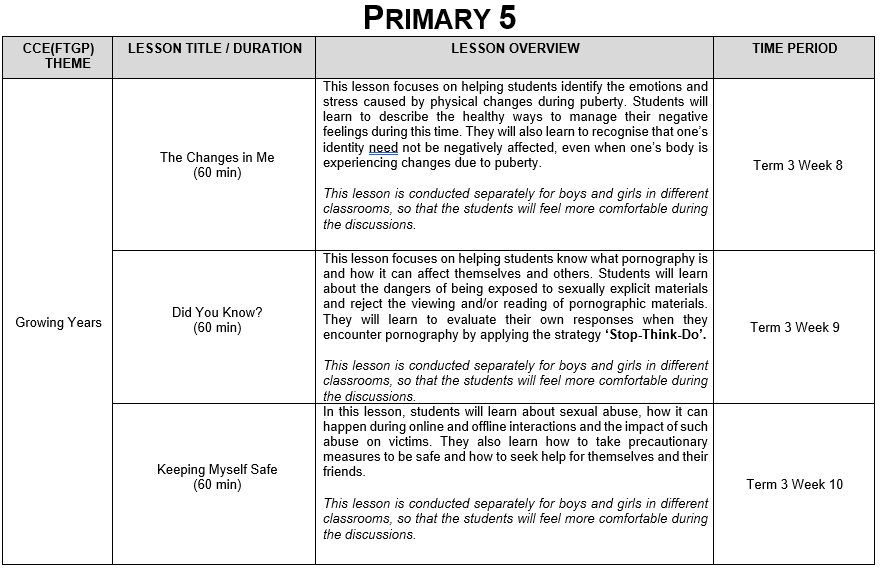 PRIMARY 5
CCE(FTGP)
THEME
LESSON TITLE / DURATION
LESSON OVERVIEW
TIME PERIOD
Growing Years
The Changes in Me
(60 min)
This lesson focuses on helping students identify the emotions and
stress caused by physical changes during puberty. Students will
learn to describe the healthy ways to manage their negative
feelings during this time. They will also learn to recognise that one’s
identity need not be negatively affected, even when one’s body is
experiencing changes due to puberty.
This lesson is conducted separately for boys and girls in different
classrooms, so that the students will feel more comfortable during
the discussions.
Term 3 Week 8
Did You Know?
(60 min)
This lesson focuses on helping students know what pornography is
and how it can affect themselves and others. Students will learn
about the dangers of being exposed to sexually explicit materials
and reject the viewing and/or reading of pornographic materials.
They will learn to evaluate their own responses when they
encounter pornography by applying the strategy ‘Stop-Think-Do’.
This lesson is conducted separately for boys and girls in different
classrooms, so that the students will feel more comfortable during
the discussions.
Term 3 Week 9
Keeping Myself Safe
(60 min)
In this lesson, students will learn about sexual abuse, how it can
happen during online and offline interactions and the impact of such
abuse on victims. They also learn how to take precautionary
measures to be safe and how to seek help for themselves and their
friends.
This lesson is conducted separately for boys and girls in different
classrooms, so that the students will feel more comfortable during
the discussions.
Term 3 Week 10